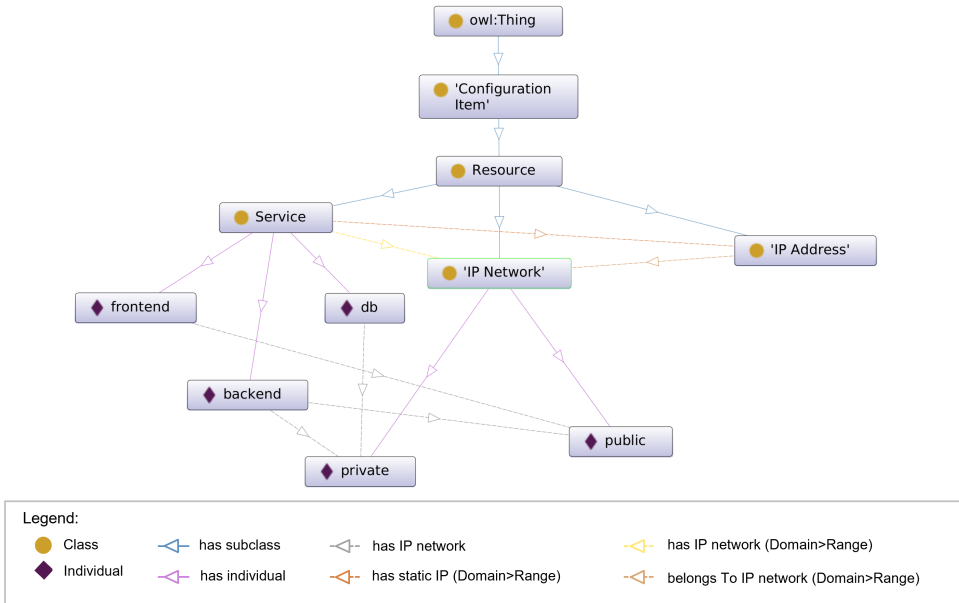 owl:Thing
'Configuration
Item'
Resource
Service
'IP Address'
'IP Network'
frontend
db
backend
public
private
Legend:
Class
has subclass
has IP network
has IP network (Domain>Range)
Individual
has individual
has static IP (Domain>Range)
belongs To IP network (Domain>Range)